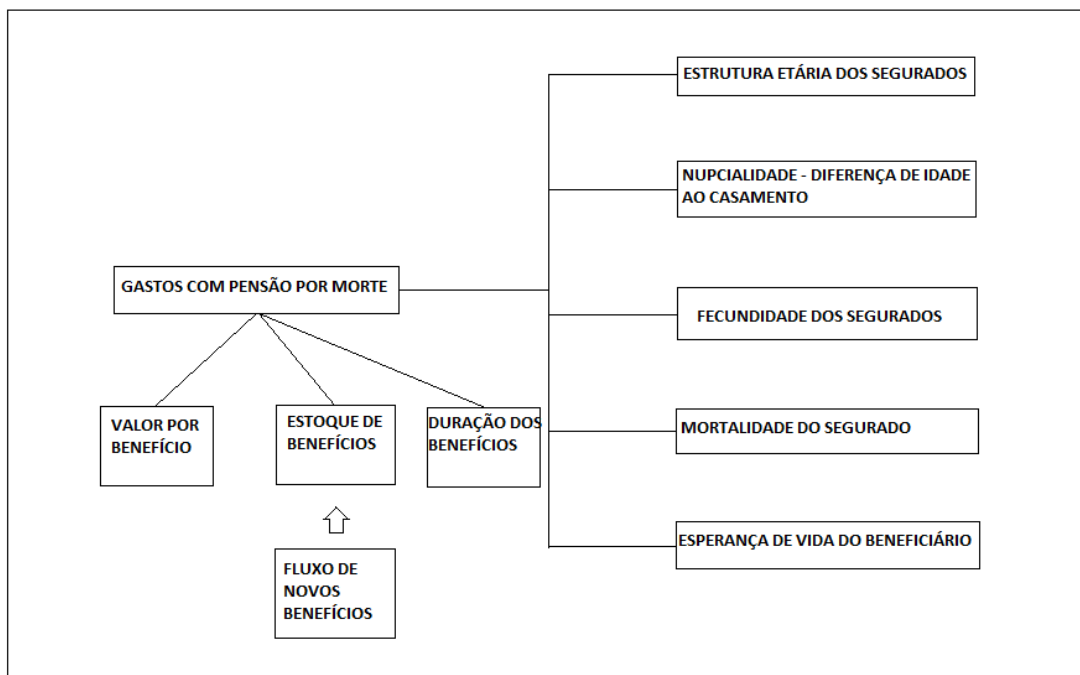 ESTRUTURA ETÁRIA DOS SEGURADOS
NUPCIALIDADE - DIFERENÇA DE IDADE
AO CASAMENTO
GASTOS COM PENSÃO POR MORTE
FECUNDIDADE DOS SEGURADOS
VALOR POR
BENEFÍCIO
ESTOQUE DE
BENEFÍCIOS
DURAÇÃO DOS
BENEFÍCIOS
MORTALIDADE DO SEGURADO
ESPERANÇA DE VIDA DO BENEFICIÁRIO
FLUXO DE
NOVOS
BENEFÍCIOS